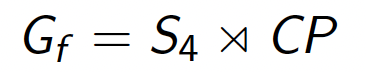 G_f = S_4 ⋊ CP